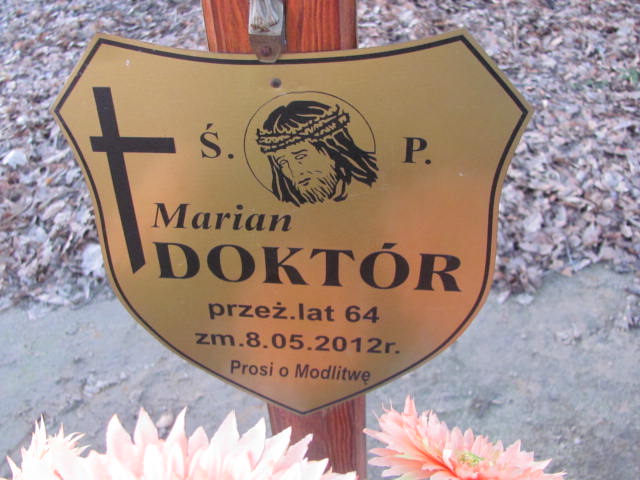 Ś. P.
Marian
DOKTÓR
przeż.lat 64
zm.8.05.2012r.
Prosi o Modlitwę